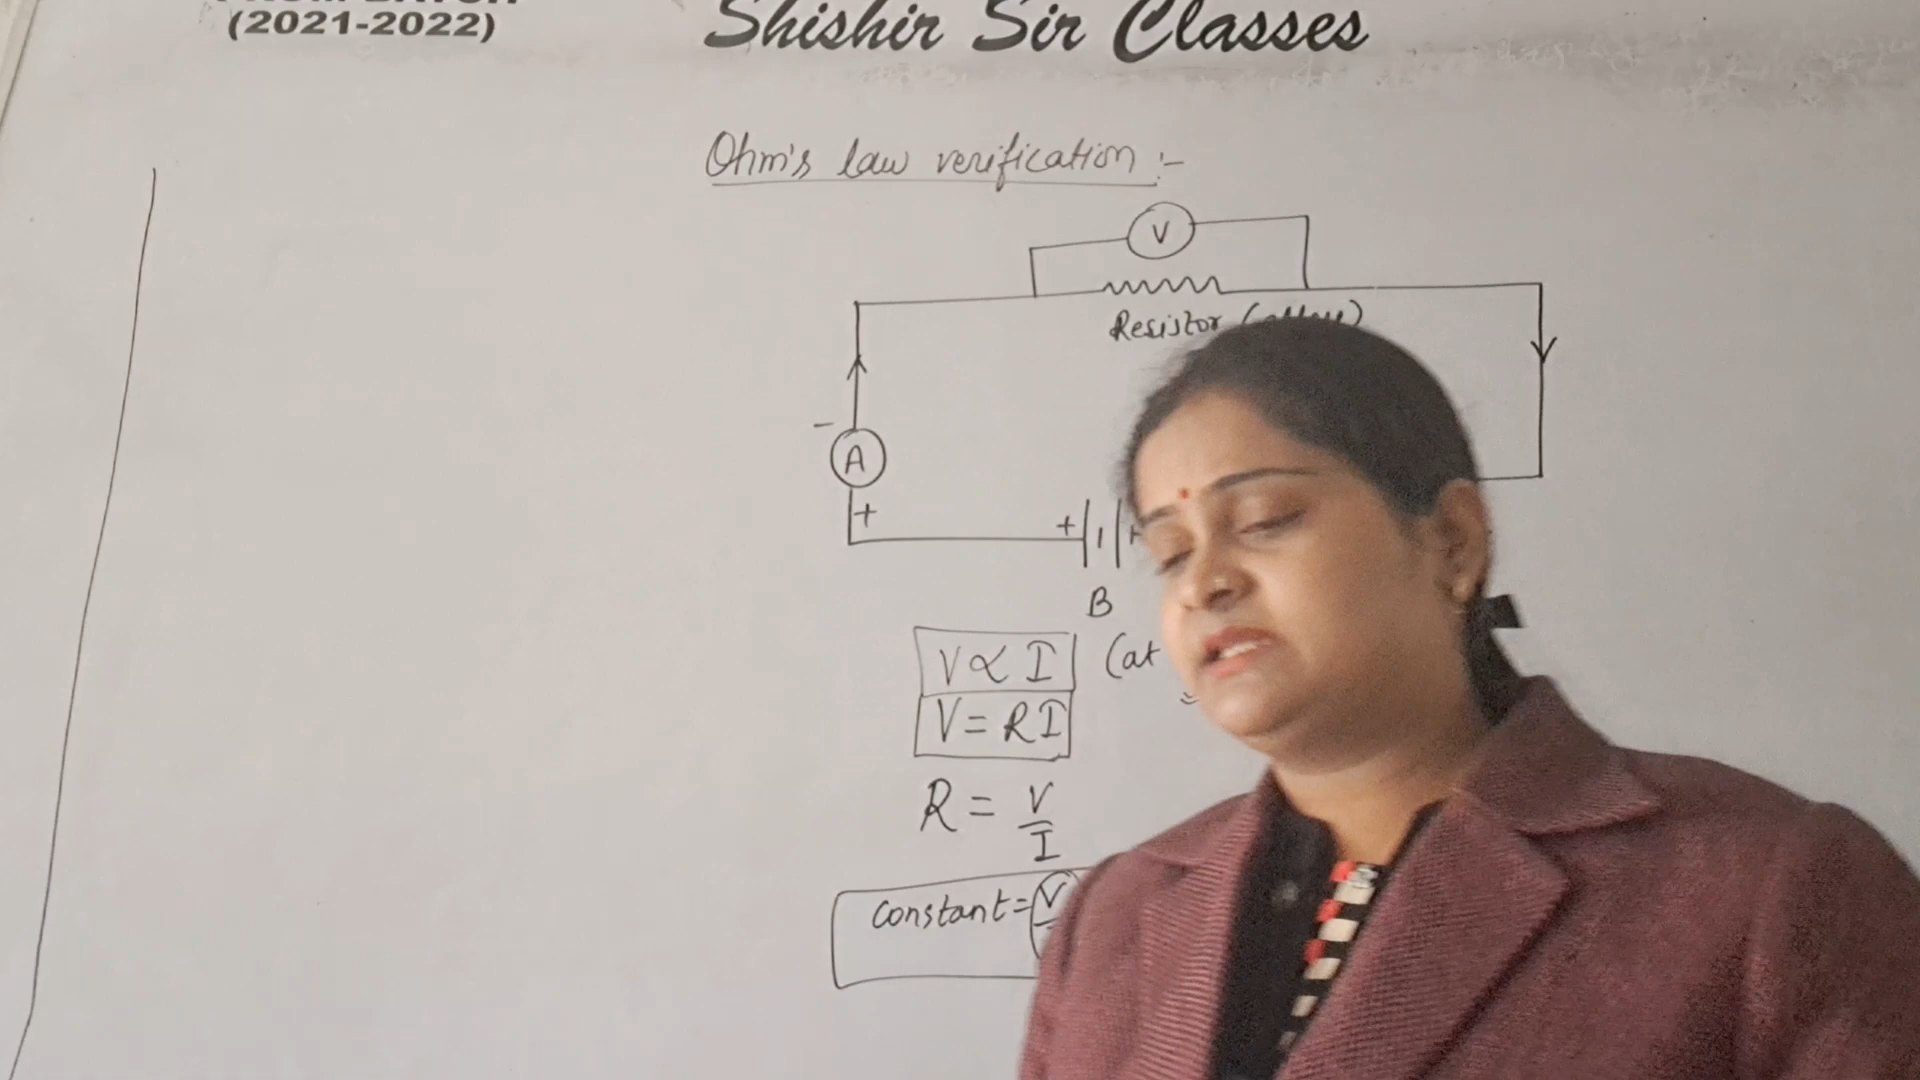 (2021-2022)
Shishir Sir Classes
Ohm's law verification :-
V
Resistor
-
A
+
+
B
V ∝ I (at
V = RI
R = V/I
Constant = V